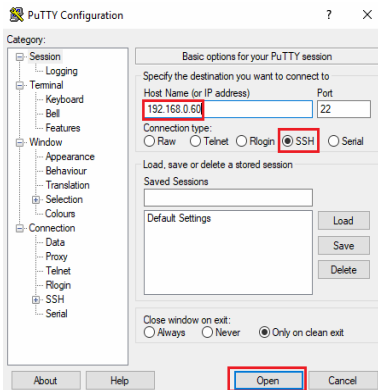 PuTTY Configuration ? ×
Category:
Session
Logging
Terminal
Keyboard
Bell
Features
Window
Appearance
Behaviour
Translation
Selection
Colours
Connection
Data
Proxy
Telnet
Rlogin
SSH
Serial
Basic options for your PuTTY session
Specify the destination you want to connect to
Host Name (or IP address) Port
192.168.0.60 22
Connection type:
Raw Telnet Rlogin SSH Serial
Load, save or delete a stored session
Saved Sessions
Default Settings
Load
Save
Delete
Close window on exit:
Always Never Only on clean exit
About Help Open Cancel